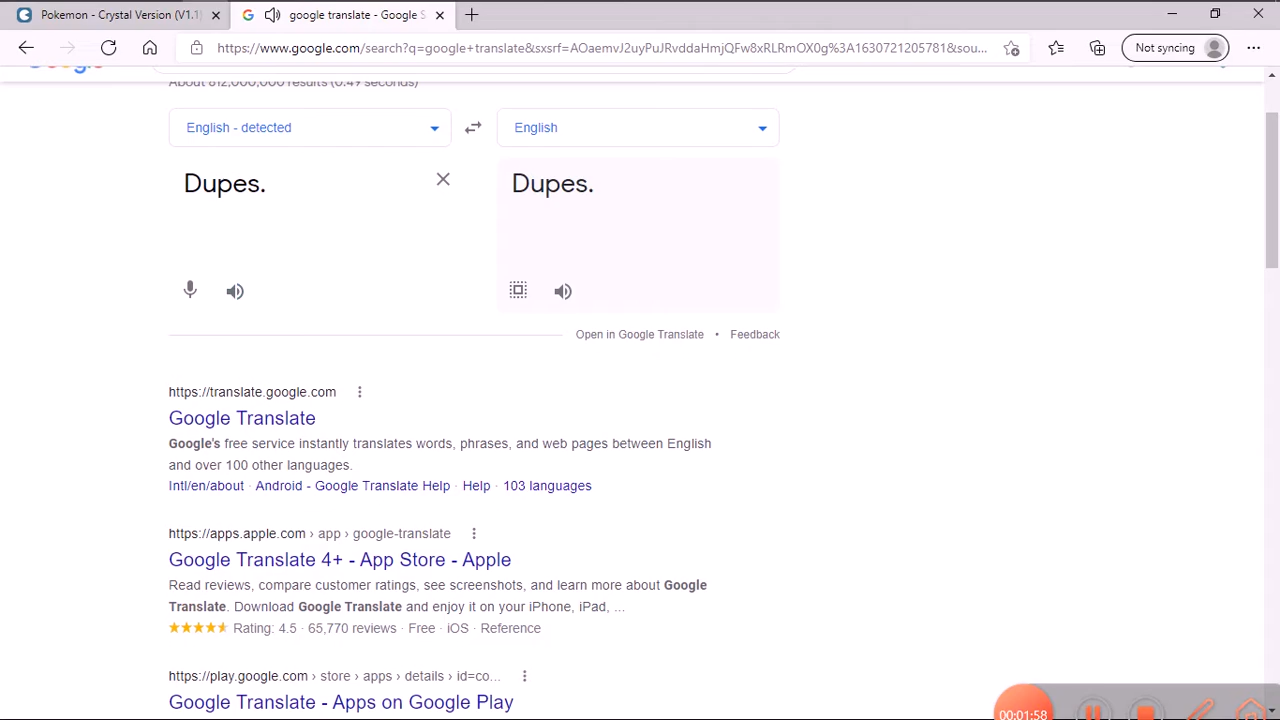 Pokemon - Crystal Version (V1.1)
google translate - Google S
https://www.google.com/search?q=google+translate&sxsrf=AOaemvJ2uyPuJRvddaHmjQFw8xRLRmOX0g%3A1630721205781&sou...
Not syncing
Google
About 812,000,000 results (0.49 seconds)
English - detected
English
Dupes.
Dupes.
Open in Google Translate • Feedback
https://translate.google.com
Google Translate
Google's free service instantly translates words, phrases, and web pages between English
and over 100 other languages.
Intl/en/about · Android - Google Translate Help · Help · 103 languages
https://apps.apple.com › app › google-translate
Google Translate 4+ - App Store - Apple
Read reviews, compare customer ratings, see screenshots, and learn more about Google
Translate. Download Google Translate and enjoy it on your iPhone, iPad, ...
Rating: 4.5 · 65,770 reviews · Free · iOS · Reference
https://play.google.com › store › apps › details › id=co...
Google Translate - Apps on Google Play
00:01:58